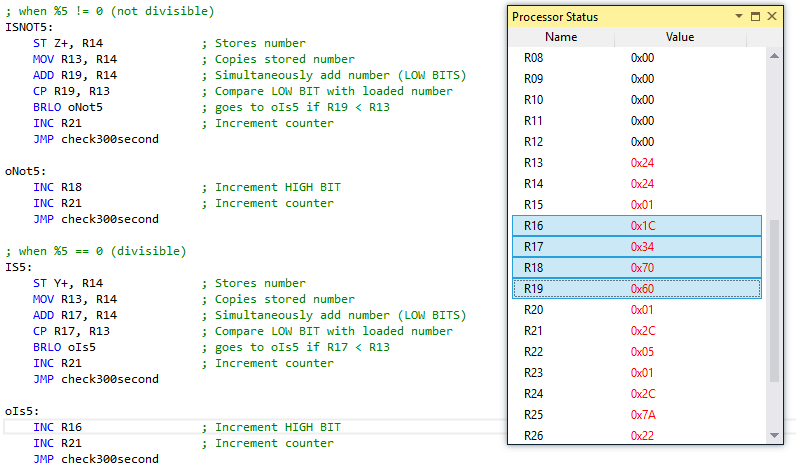 ; when %5 != 0 (not divisible)
ISNOT5:
ST Z+, R14 ; Stores number
MOV R13, R14 ; Copies stored number
ADD R19, R14 ; Simultaneously add number (LOW BITS)
CP R19, R13 ; Compare LOW BIT with loaded number
BRLO oNot5 ; goes to oIs5 if R19 < R13
INC R21 ; Increment counter
JMP check300second
oNot5:
INC R18 ; Increment HIGH BIT
INC R21 ; Increment counter
JMP check300second
; when %5 == 0 (divisible)
IS5:
ST Y+, R14 ; Stores number
MOV R13, R14 ; Copies stored number
ADD R17, R14 ; Simultaneously add number (LOW BITS)
CP R17, R13 ; Compare LOW BIT with loaded number
BRLO oIs5 ; goes to oIs5 if R17 < R13
INC R21 ; Increment counter
JMP check300second
oIs5:
INC R16 ; Increment HIGH BIT
INC R21 ; Increment counter
JMP check300second
Processor Status
Name Value
R08 0x00
R09 0x00
R10 0x00
R11 0x00
R12 0x00
R13 0x24
R14 0x24
R15 0x01
R16 0x1C
R17 0x34
R18 0x70
R19 0x60
R20 0x01
R21 0x2C
R22 0x05
R23 0x01
R24 0x2C
R25 0x7A
R26 0x22